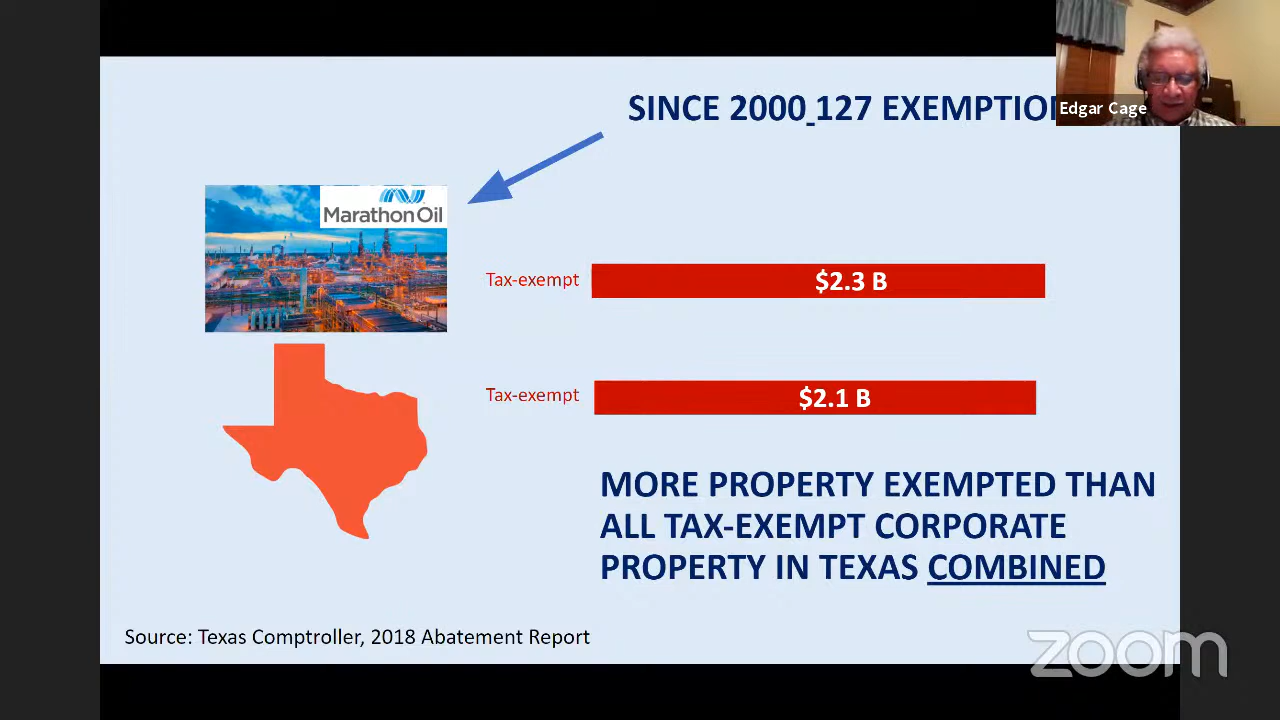 SINCE 2000 127 EXEMPTIO
Edgar Cage
Marathon Oil
Tax-exempt
$2.3 B
Tax-exempt
$2.1 B
MORE PROPERTY EXEMPTED THAN
ALL TAX-EXEMPT CORPORATE
PROPERTY IN TEXAS COMBINED
Source: Texas Comptroller, 2018 Abatement Report
zoom